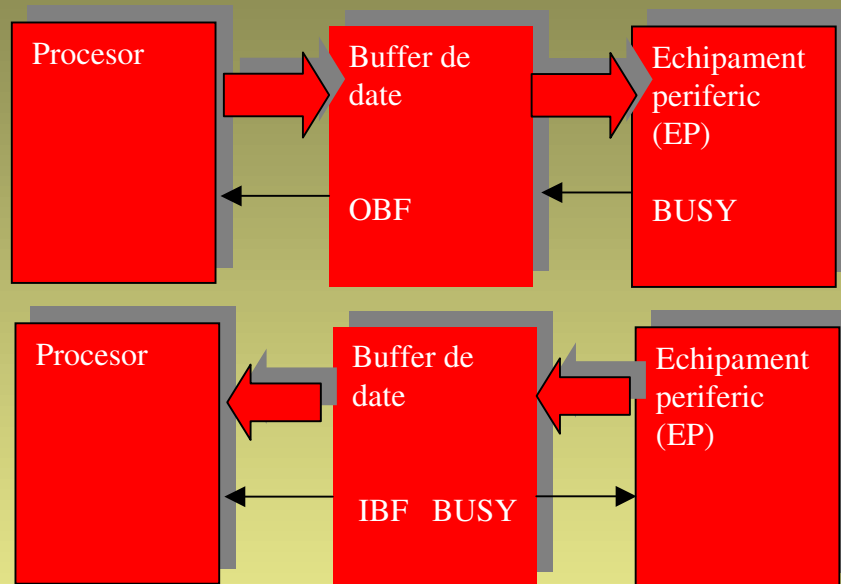 Procesor
Buffer de
date
Echipament
periferic
(EP)
OBF
BUSY
Procesor
Buffer de
date
Echipament
periferic
(EP)
IBF BUSY